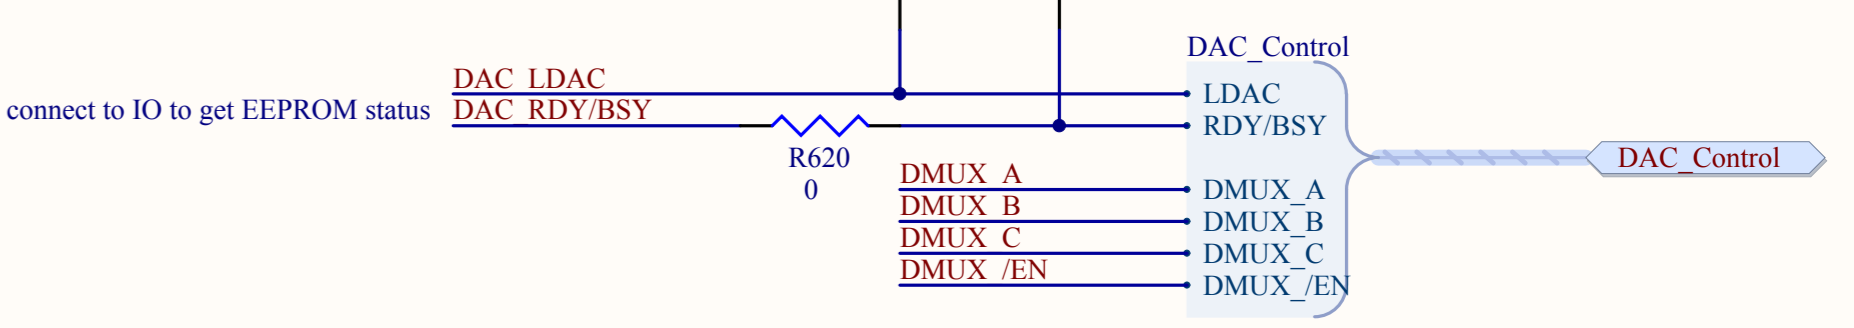 DAC_Control
DAC_LDAC
LDAC
connect to IO to get EEPROM status
DAC_RDY/BSY
RDY/BSY
R620
0
DAC_Control
DMUX_A
DMUX_A
DMUX_B
DMUX_B
DMUX_C
DMUX_C
DMUX_/EN
DMUX_/EN